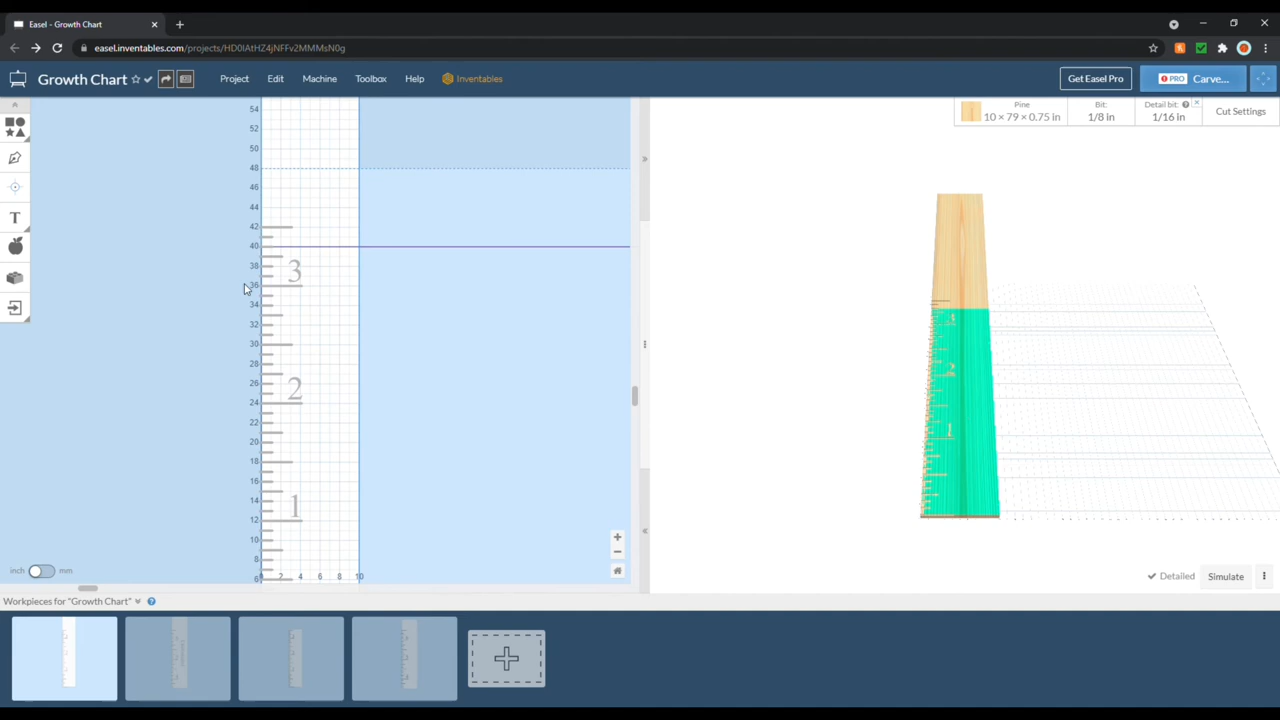 Easel - Growth Chart
easel.inventables.com/projects/HD0IAtHZ4jNFFv2MMMsN0g
Growth Chart
Project
Edit
Machine
Toolbox
Help
Inventables
Get Easel Pro
PRO
Carve...
Pine
10 × 79 × 0.75 in
Bit:
1/8 in
Detail bit:
1/16 in
Cut Settings
T
54
52
50
48
46
44
42
40
38
36
34
32
30
28
26
24
22
20
18
16
14
12
10
8
6
3
2
1
2
4
6
8
10
2
1
inch
mm
Detailed
Simulate
Workpieces for "Growth Chart"